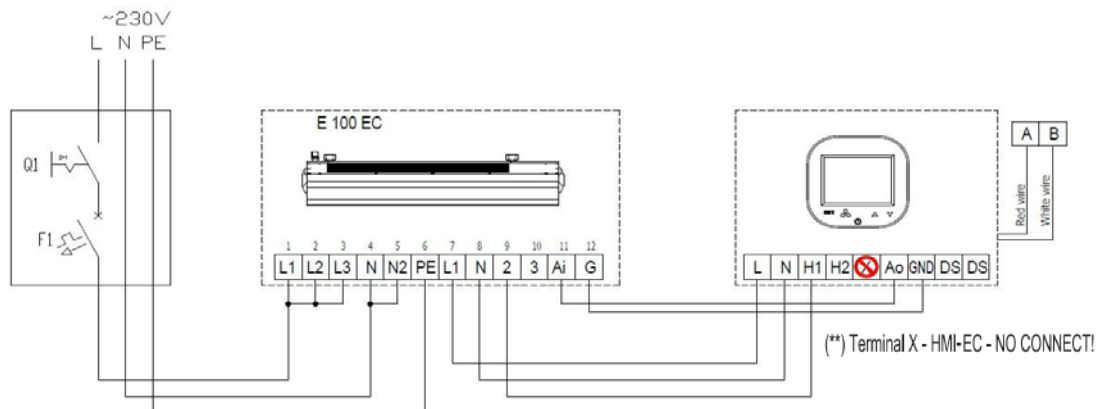 ~230V
L N PE
Q1
F1
E 100 EC
1 2 3 4 5 6 7 8 9 10 11 12
L1 L2 L3 N N2 PE L1 N 2 3 Ai G
SET
L N H1 H2 X Ao GND DS DS
A B
Red wire
White wire
(**) Terminal X - HMI-EC - NO CONNECT!